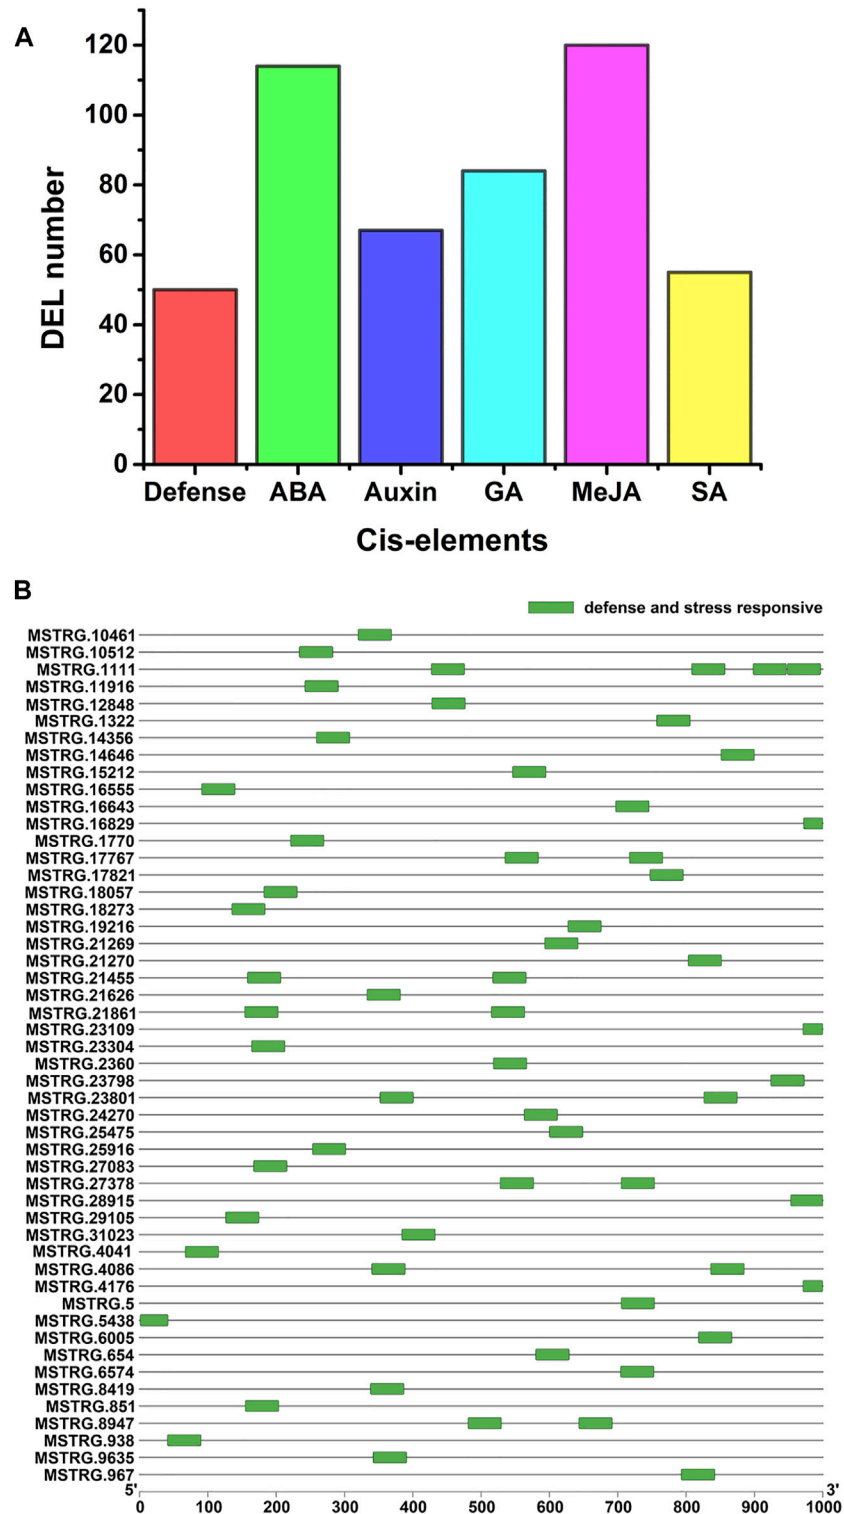 A
120
100
80
60
40
20
0
DEL number
Defense ABA Auxin GA MeJA SA
Cis-elements
B
defense and stress responsive
MSTRG.10461
MSTRG.10512
MSTRG.1111
MSTRG.11916
MSTRG.12848
MSTRG.1322
MSTRG.14356
MSTRG.14646
MSTRG.15212
MSTRG.16555
MSTRG.16643
MSTRG.16829
MSTRG.1770
MSTRG.17767
MSTRG.17821
MSTRG.18057
MSTRG.18273
MSTRG.19216
MSTRG.21269
MSTRG.21270
MSTRG.21455
MSTRG.21626
MSTRG.21861
MSTRG.23109
MSTRG.23304
MSTRG.2360
MSTRG.23798
MSTRG.23801
MSTRG.24270
MSTRG.25475
MSTRG.25916
MSTRG.27083
MSTRG.27378
MSTRG.28915
MSTRG.29105
MSTRG.31023
MSTRG.4041
MSTRG.4086
MSTRG.4176
MSTRG.5
MSTRG.5438
MSTRG.6005
MSTRG.654
MSTRG.6574
MSTRG.8419
MSTRG.851
MSTRG.8947
MSTRG.938
MSTRG.9635
MSTRG.967
5' 3'
0 100 200 300 400 500 600 700 800 900 1000